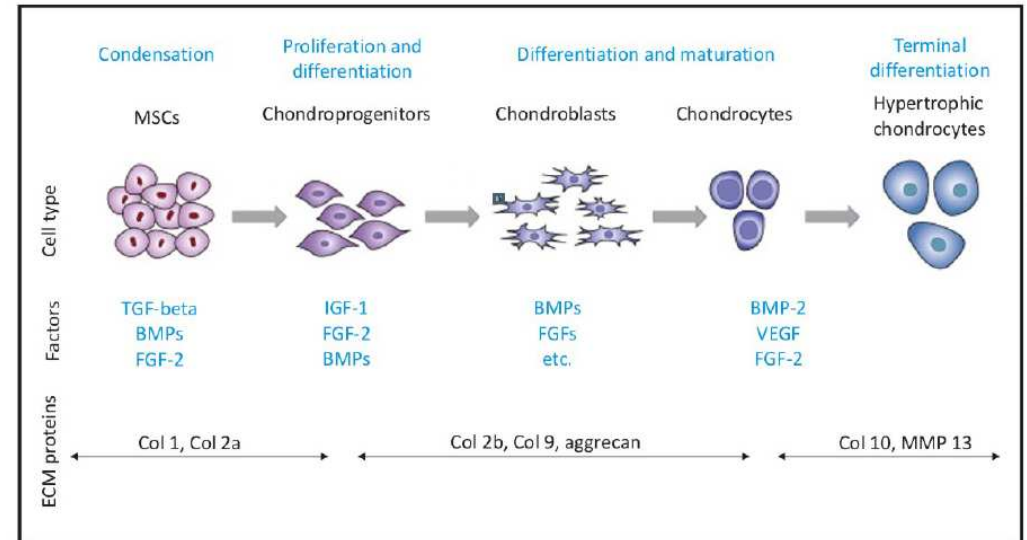 Condensation
Proliferation and
differentiation
Differentiation and maturation
Terminal
differentiation
MSCs
Chondroprogenitors
Chondroblasts
Chondrocytes
Hypertrophic
chondrocytes
Cell type
Factors
TGF-beta
BMPs
FGF-2
IGF-1
FGF-2
BMPs
BMPs
FGFs
etc.
BMP-2
VEGF
FGF-2
ECM proteins
Col 1, Col 2a
Col 2b, Col 9, aggrecan
Col 10, MMP 13